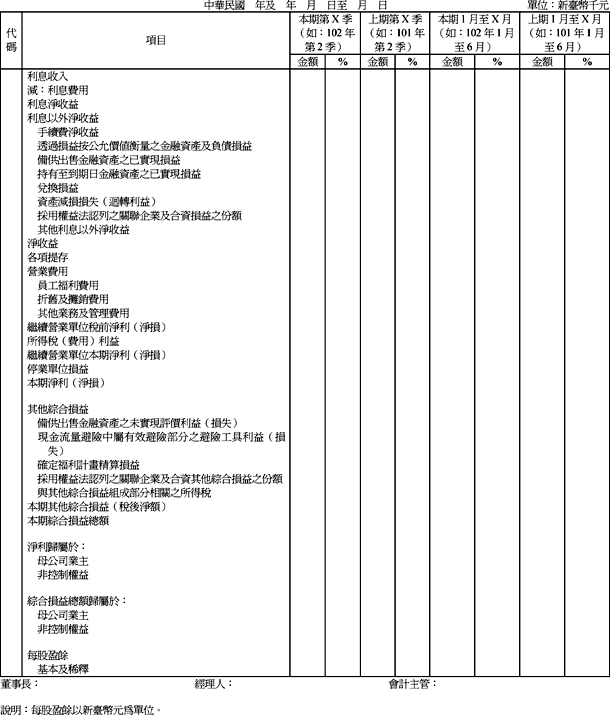 中華民國　年及　年　月　日至　月　日　單位：新臺幣千元
代碼　項目　本期第Ｘ季（如：102年第2季）　上期第Ｘ季（如：101年第2季）　本期1月至Ｘ月（如：102年1月至6月）　上期1月至Ｘ月（如：101年1月至6月）
金額　%　金額　%　金額　%　金額　%
利息收入
減：利息費用
利息淨收益
利息以外淨收益
手續費淨收益
透過損益按公允價值衡量之金融資產及負債損益
備供出售金融資產之已實現損益
持有至到期日金融資產之已實現損益
兌換損益
資產減損損失（迴轉利益）
採用權益法認列之關聯企業及合資損益之份額
其他利息以外淨收益
淨收益
各項提存
營業費用
員工福利費用
折舊及攤銷費用
其他業務及管理費用
繼續營業單位稅前淨利（淨損）
所得稅（費用）利益
繼續營業單位本期淨利（淨損）
停業單位損益
本期淨利（淨損）
其他綜合損益
備供出售金融資產之未實現評價利益（損失）
現金流量避險中屬有效避險部分之避險工具利益（損
失）
確定福利計畫精算損益
採用權益法認列之關聯企業及合資其他綜合損益之份額
與其他綜合損益組成部分相關之所得稅
本期其他綜合損益（稅後淨額）
本期綜合損益總額
淨利歸屬於：
母公司業主
非控制權益
綜合損益總額歸屬於：
母公司業主
非控制權益
每股盈餘
基本及稀釋
董事長：　經理人：　會計主管：
說明：每股盈餘以新臺幣元為單位。